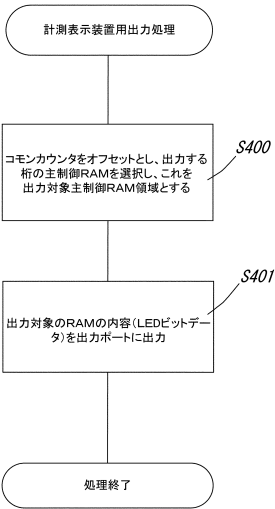 計測表示装置用出力処理
コモンカウンタをオフセットとし、出力する
桁の主制御RAMを選択し、これを
出力対象主制御RAM領域とする
S400
S401
出力対象のRAMの内容(LEDビットデー
タ)を出力ポートに出力
処理終了